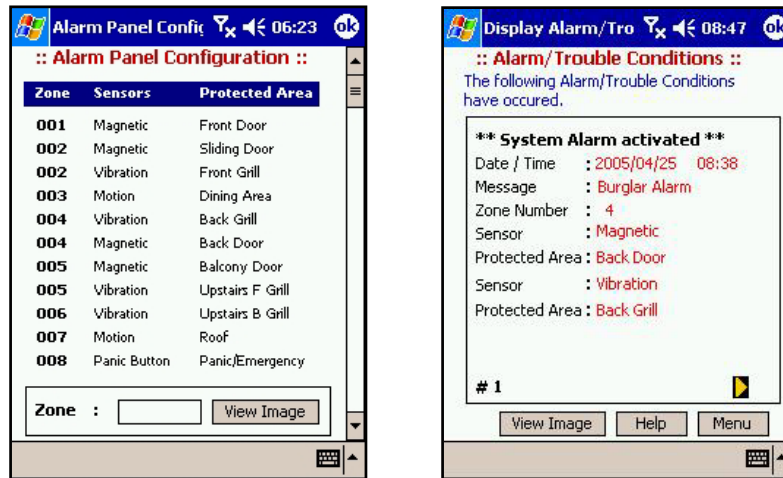 Alarm Panel Config 06:23 ok
:: Alarm Panel Configuration ::
Zone Sensors Protected Area
001 Magnetic Front Door
002 Magnetic Sliding Door
002 Vibration Front Grill
003 Motion Dining Area
004 Vibration Back Grill
004 Magnetic Back Door
005 Magnetic Balcony Door
005 Vibration Upstairs F Grill
006 Vibration Upstairs B Grill
007 Motion Roof
008 Panic Button Panic/Emergency
Zone : View Image
Display Alarm/Tro 08:47 ok
:: Alarm/Trouble Conditions ::
The following Alarm/Trouble Conditions
have occured.
** System Alarm activated **
Date / Time : 2005/04/25 08:38
Message : Burglar Alarm
Zone Number : 4
Sensor : Magnetic
Protected Area : Back Door
Sensor : Vibration
Protected Area : Back Grill
# 1
View Image Help Menu